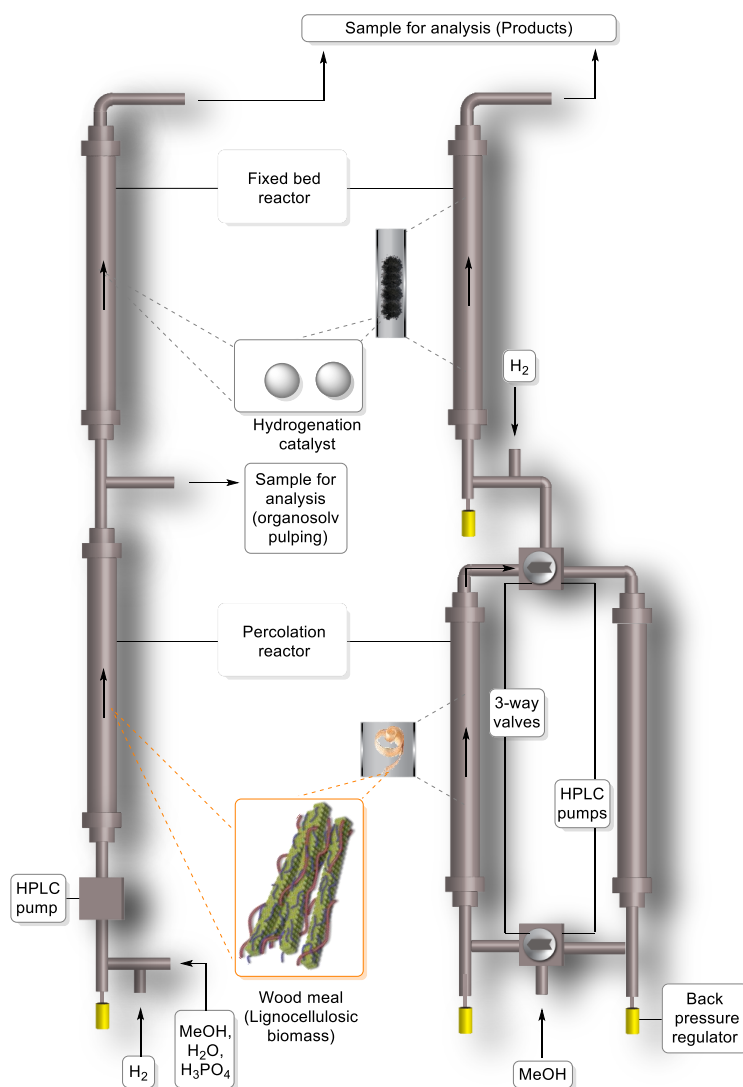 Sample for analysis (Products)
Fixed bed
reactor
H₂
Hydrogenation
catalyst
Sample for
analysis
(organosolv
pulping)
Percolation
reactor
3-way
valves
HPLC
pumps
HPLC
pump
Wood meal
(Lignocellulosic
biomass)
Back
pressure
regulator
MeOH,
H₂O,
H₃PO₄
H₂
MeOH